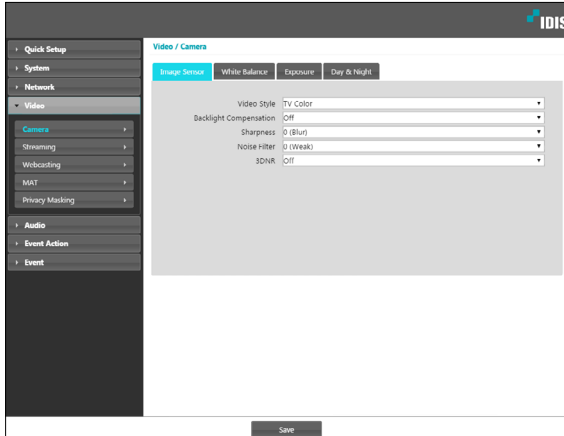 IDIS
Quick Setup
System
Network
Video
Camera
Streaming
Webcasting
MAT
Privacy Masking
Audio
Event Action
Event
Video / Camera
Image Sensor White Balance Exposure Day & Night
Video Style TV Color
Backlight Compensation Off
Sharpness 0 (Blur)
Noise Filter 0 (Weak)
3DNR Off
Save